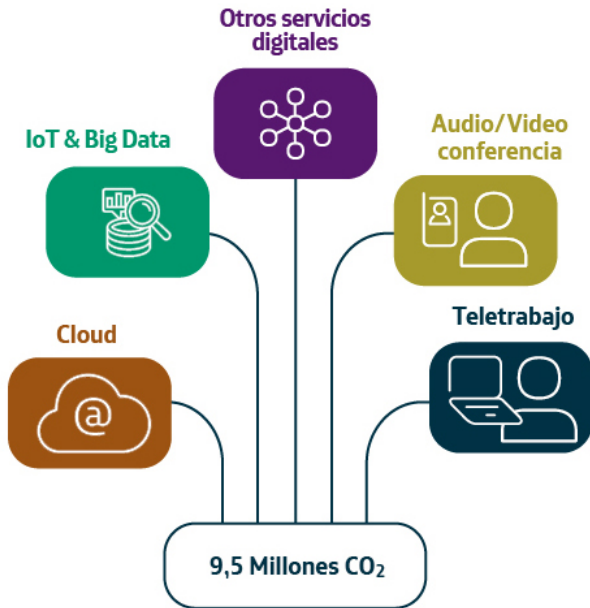 Otros servicios
digitales
IoT & Big Data
Audio/Video
conferencia
Cloud
@
Teletrabajo
9,5 Millones CO₂